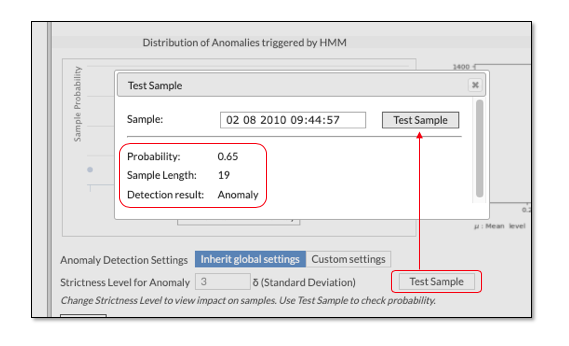 Distribution of Anomalies triggered by HMM
Sample Probability
1400
Test Sample
Sample:
02 08 2010 09:44:57
Test Sample
Probability: 0.65
Sample Length: 19
Detection result: Anomaly
0.2
μ : Mean level
Anomaly Detection Settings Inherit global settings Custom settings
Strictness Level for Anomaly 3 δ (Standard Deviation) Test Sample
Change Strictness Level to view impact on samples. Use Test Sample to check probability.